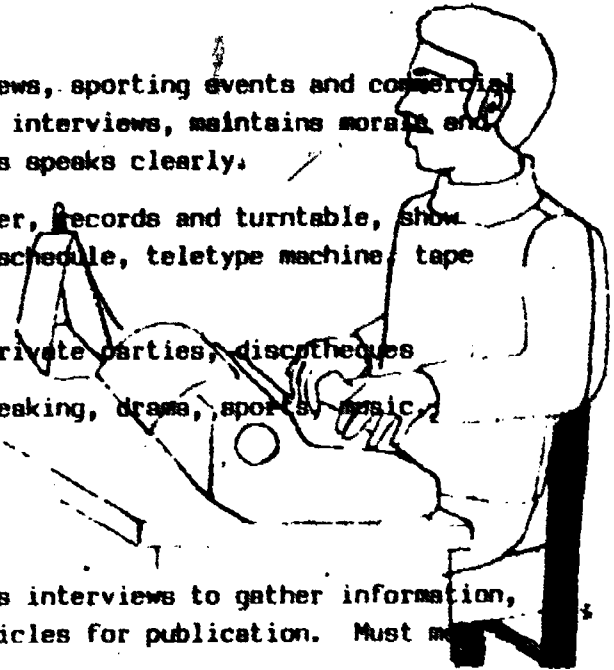 ews, sporting events and commercial
interviews, maintains morale and
s speaks clearly.
er, records and turntable, show
schedule, teletype machine, tape
rivate parties, discotheques
eaking, drama, sports, music,
s interviews to gather information,
icles for publication. Must